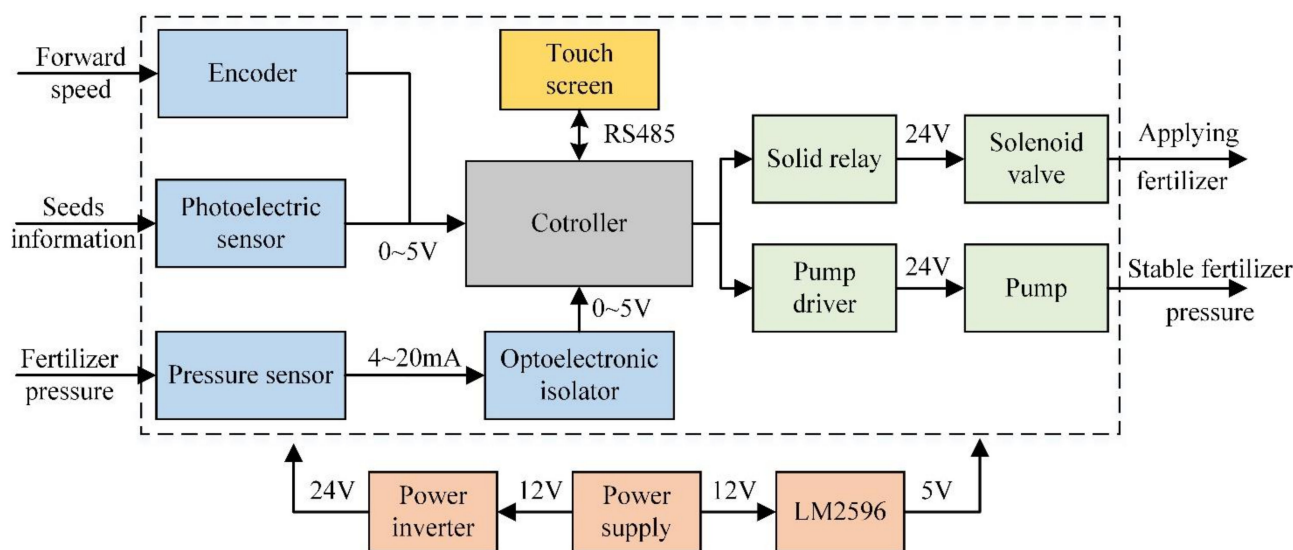 Forward
speed
Encoder
Touch
screen
RS485
Seeds
information
Photoelectric
sensor
0~5V
Cotroller
Solid relay
24V
Solenoid
valve
Applying
fertilizer
Pump
driver
24V
Pump
Stable fertilizer
pressure
Fertilizer
pressure
Pressure sensor
4~20mA
Optoelectronic
isolator
0~5V
24V
Power
inverter
12V
Power
supply
12V
LM2596
5V